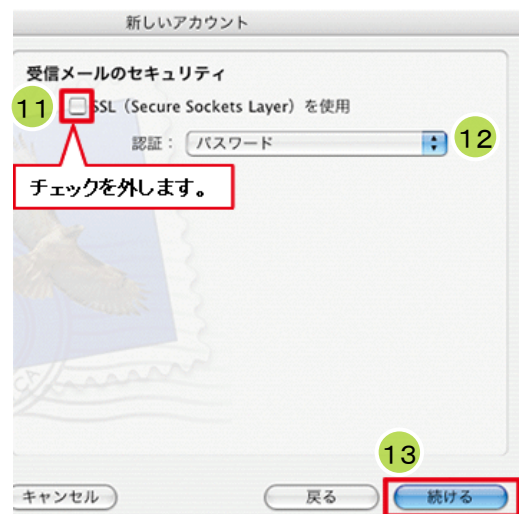 新しいアカウント
受信メールのセキュリティ
11 SSL（Secure Sockets Layer）を使用
認証： パスワード 12
チェックを外します。
13
キャンセル 戻る 続ける